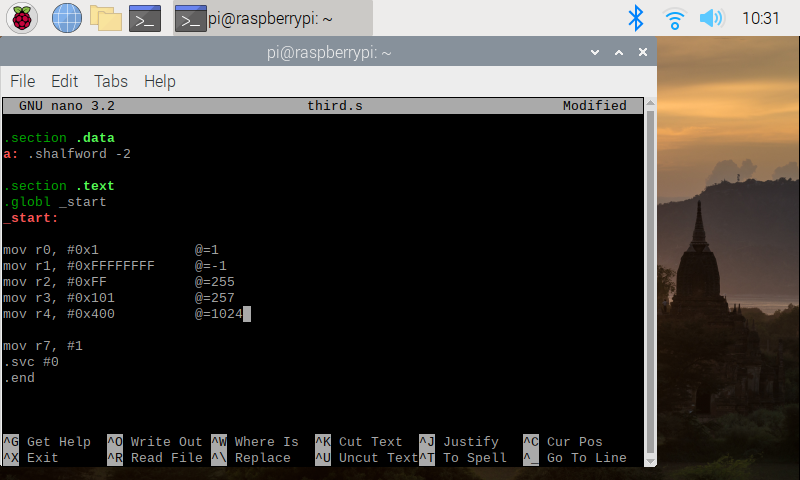 pi@raspberrypi: ~
10:31
pi@raspberrypi: ~
File Edit Tabs Help
GNU nano 3.2 third.s Modified
.section .data
a: .shalfword -2
.section .text
.globl _start
_start:
mov r0, #0x1 @=1
mov r1, #0xFFFFFFFF @=-1
mov r2, #0xFF @=255
mov r3, #0x101 @=257
mov r4, #0x400 @=1024
mov r7, #1
.svc #0
.end
^G Get Help ^O Write Out ^W Where Is ^K Cut Text ^J Justify ^C Cur Pos
^X Exit ^R Read File ^\ Replace ^U Uncut Text ^T To Spell ^_ Go To Line